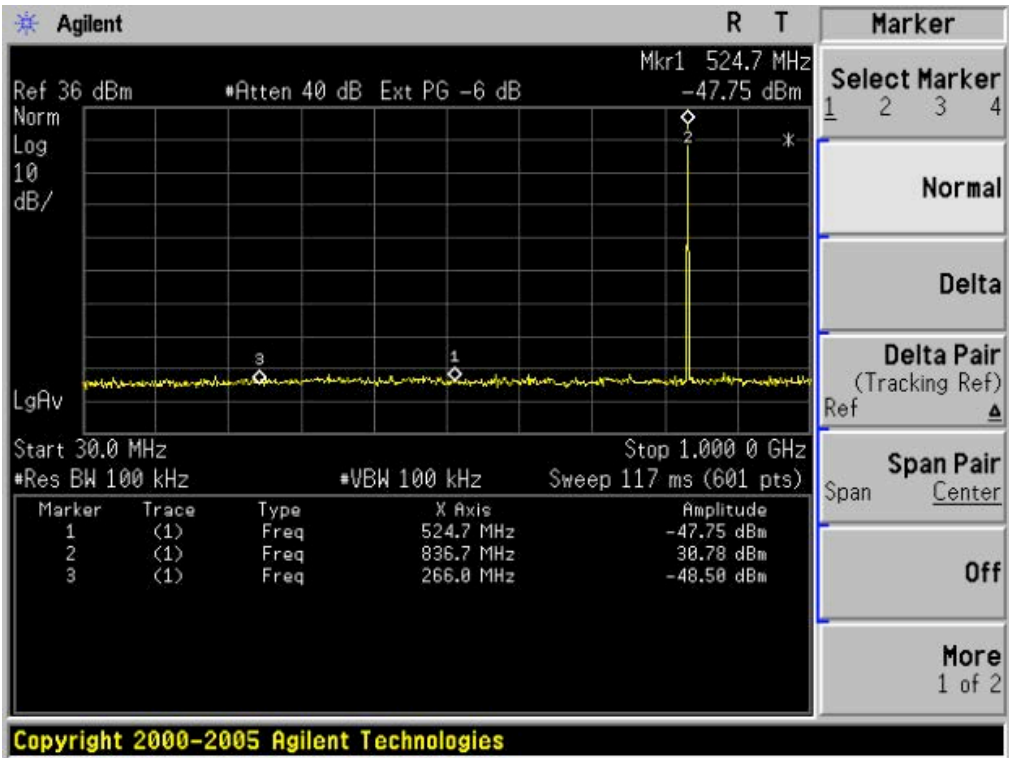 Agilent R T
Mkr1 524.7 MHz
Ref 36 dBm #Atten 40 dB Ext PG -6 dB -47.75 dBm
Norm
Log
10
dB/
2
*
3
1
LgAv
Start 30.0 MHz Stop 1.000 0 GHz
#Res BW 100 kHz #VBW 100 kHz Sweep 117 ms (601 pts)
Marker Trace Type X Axis Amplitude
1 (1) Freq 524.7 MHz -47.75 dBm
2 (1) Freq 836.7 MHz 30.78 dBm
3 (1) Freq 266.0 MHz -48.50 dBm
Marker
Select Marker
1 2 3 4
Normal
Delta
Delta Pair
(Tracking Ref)
Ref Δ
Span Pair
Span Center
Off
More
1 of 2
Copyright 2000-2005 Agilent Technologies